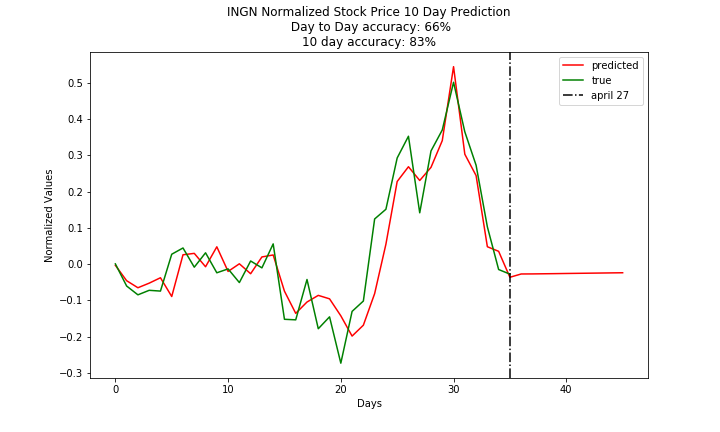 INGN Normalized Stock Price 10 Day Prediction
Day to Day accuracy: 66%
10 day accuracy: 83%
predicted
true
april 27
0.5
0.4
0.3
0.2
0.1
0.0
−0.1
−0.2
−0.3
Normalized Values
0 10 20 30 40
Days